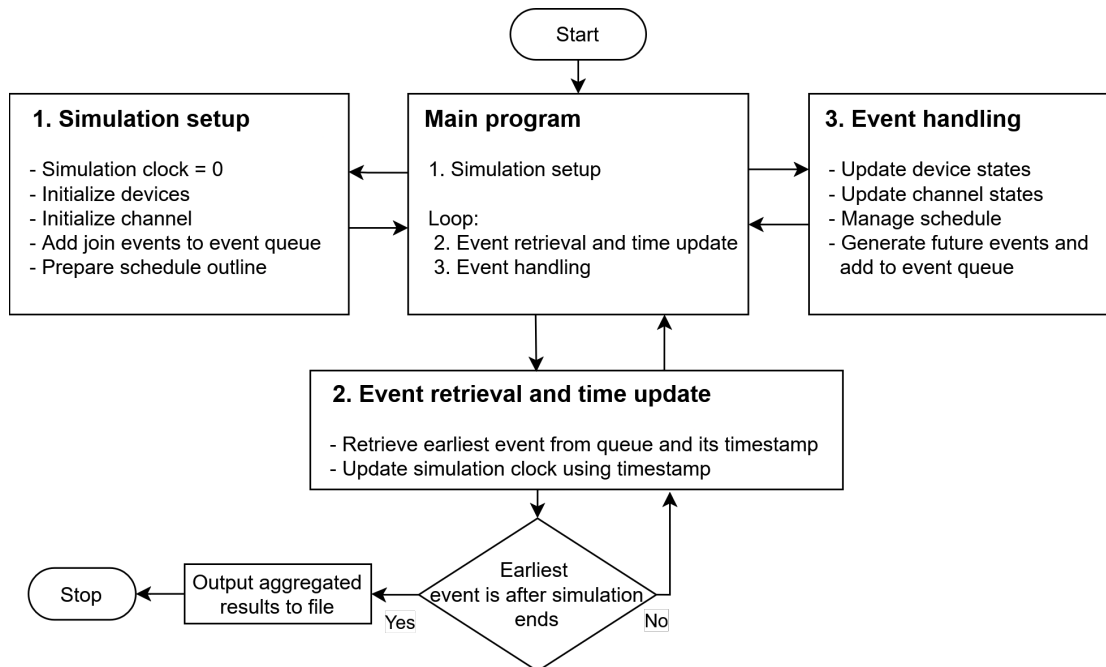 Start
1. Simulation setup
- Simulation clock = 0
- Initialize devices
- Initialize channel
- Add join events to event queue
- Prepare schedule outline
Main program
1. Simulation setup
Loop:
2. Event retrieval and time update
3. Event handling
3. Event handling
- Update device states
- Update channel states
- Manage schedule
- Generate future events and
add to event queue
2. Event retrieval and time update
- Retrieve earliest event from queue and its timestamp
- Update simulation clock using timestamp
Earliest
event is after simulation
ends
Yes
No
Output aggregated
results to file
Stop